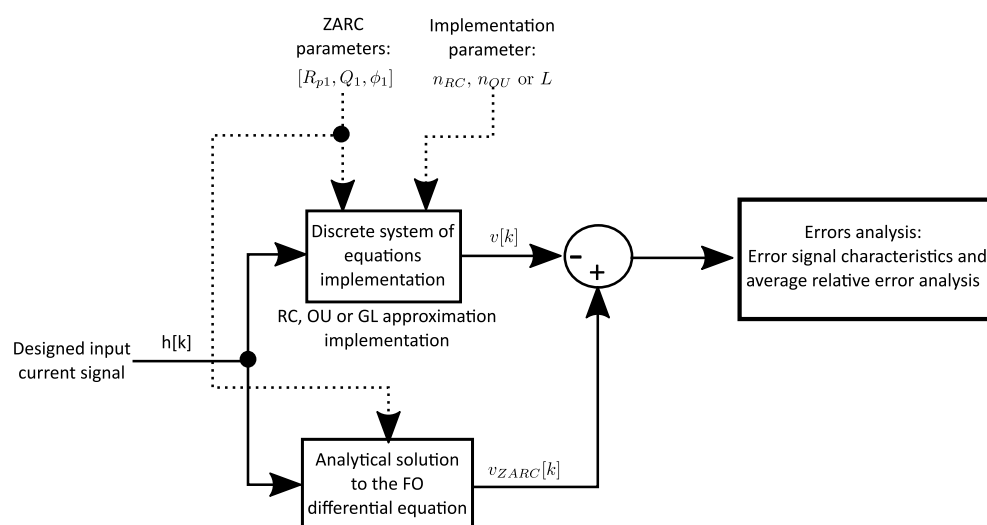 ZARC
parameters:
[R_{p1}, Q_1, ϕ_1]
Implementation
parameter:
n_{RC}, n_{OU} or L
Discrete system of
equations
implementation
v[k]
RC, OU or GL approximation
implementation
-
+
Errors analysis:
Error signal characteristics and
average relative error analysis
Designed input
current signal
h[k]
Analytical solution
to the FO
differential equation
v_{ZARC}[k]